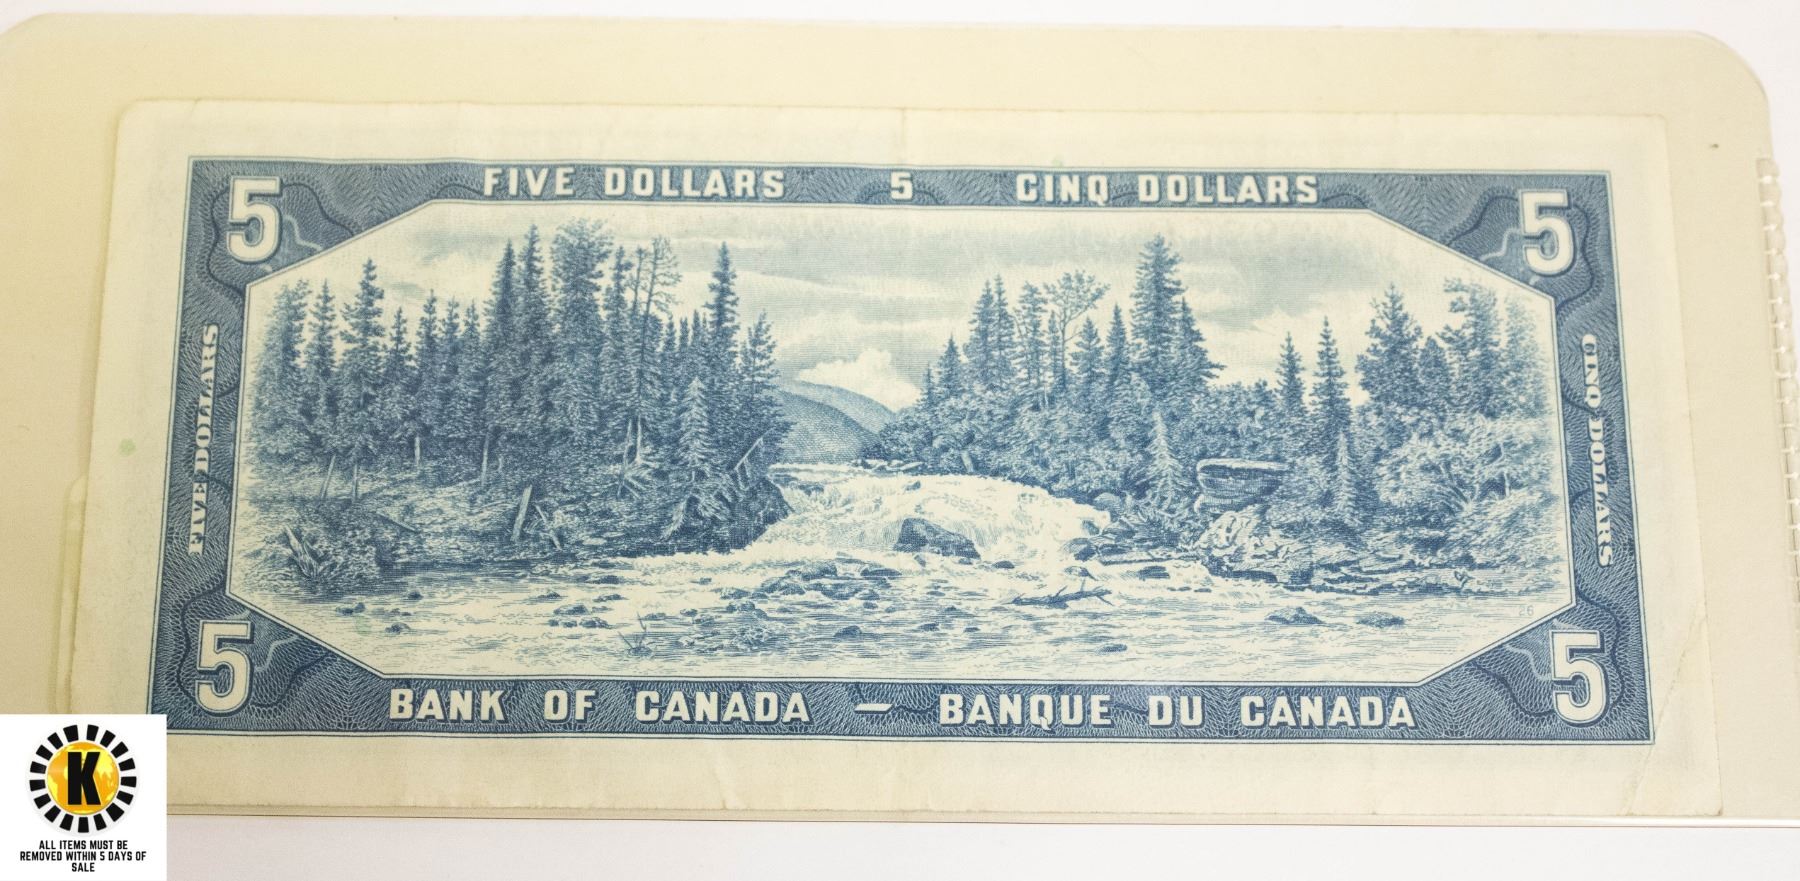 FIVE DOLLARS 5 CINQ DOLLARS
5 5
FIVE DOLLARS
CINQ DOLLARS
26
5 5
BANK OF CANADA — BANQUE DU CANADA
K
ALL ITEMS MUST BE
REMOVED WITHIN 5 DAYS OF
SALE